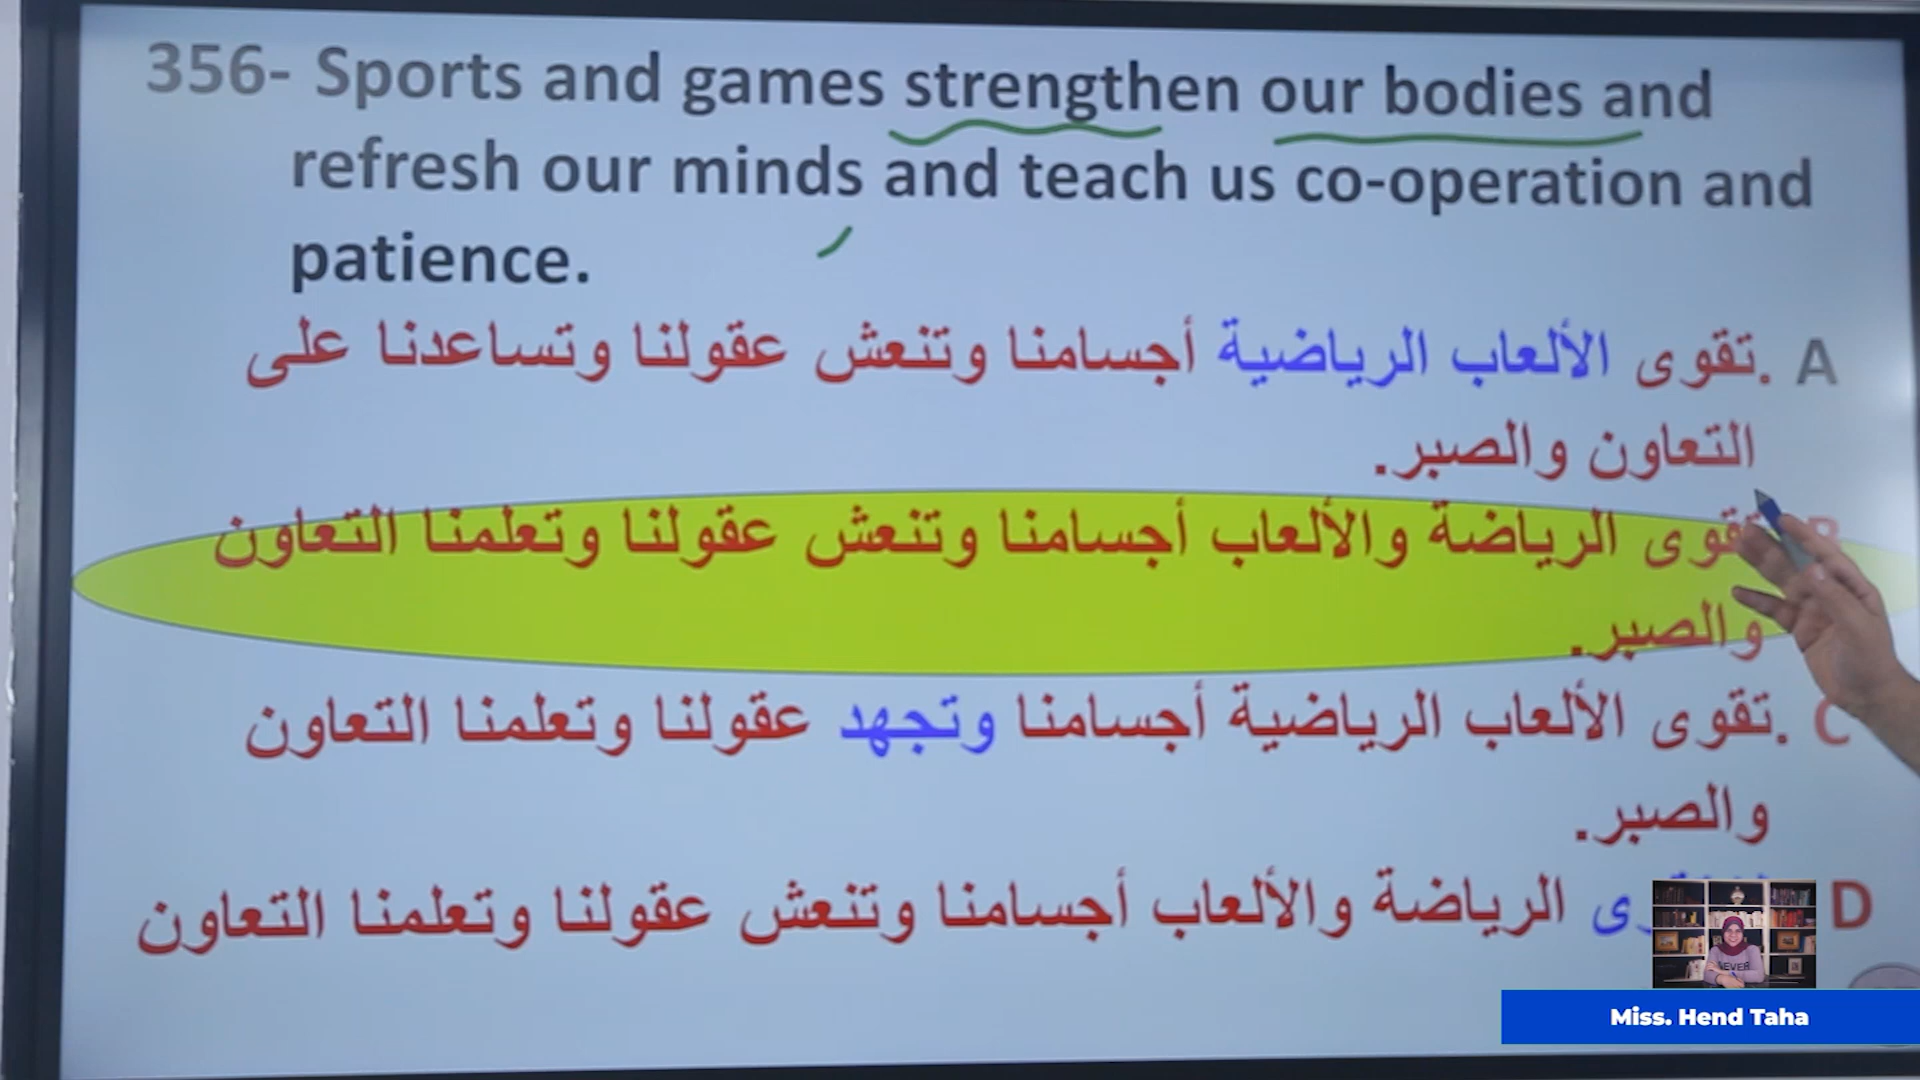 356- Sports and games strengthen our bodies and
refresh our minds and teach us co-operation and
patience.
A .تقوى الألعاب الرياضية أجسامنا وتنعش عقولنا وتساعدنا على
التعاون والصبر.
تقوى الرياضة والألعاب أجسامنا وتنعش عقولنا وتعلمنا التعاون
والصبر.
C .تقوى الألعاب الرياضية أجسامنا وتجهد عقولنا وتعلمنا التعاون
والصبر.
D الرياضة والألعاب أجسامنا وتنعش عقولنا وتعلمنا التعاون
Miss. Hend Taha